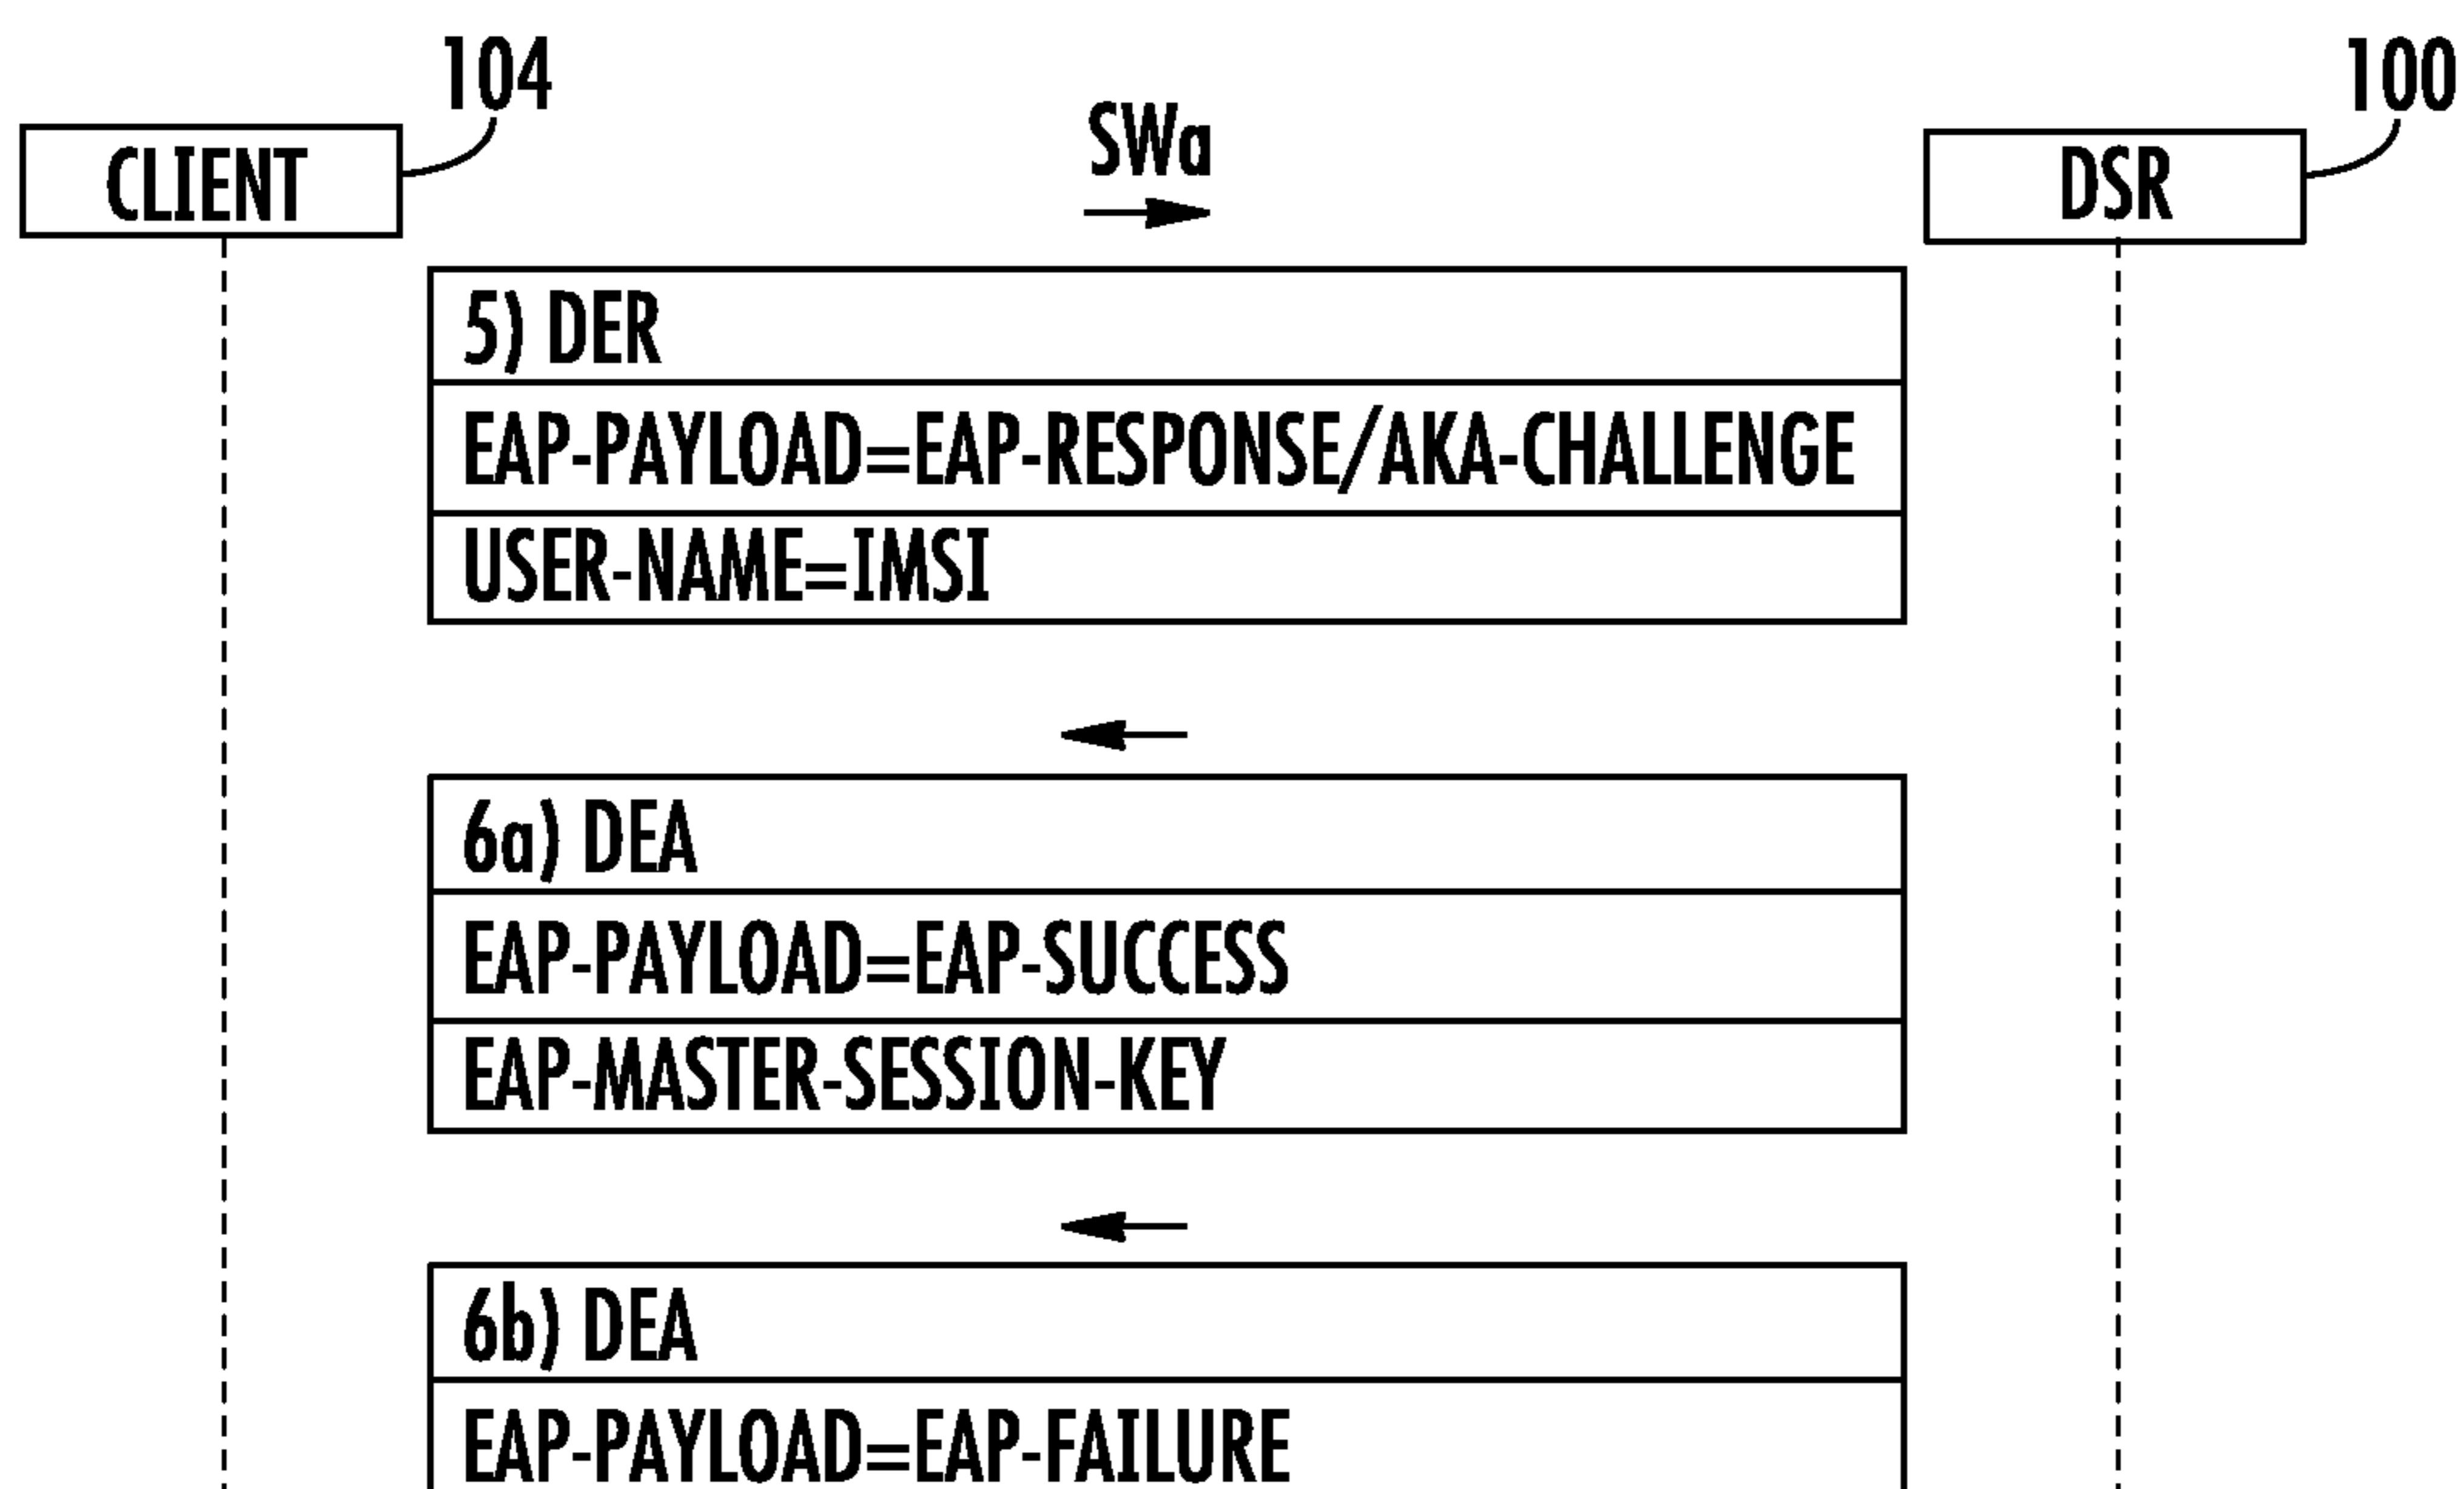 104
100
CLIENT
SWa
DSR
5) DER
EAP-PAYLOAD=EAP-RESPONSE/AKA-CHALLENGE
USER-NAME=IMSI
6a) DEA
EAP-PAYLOAD=EAP-SUCCESS
EAP-MASTER-SESSION-KEY
6b) DEA
EAP-PAYLOAD=EAP-FAILURE